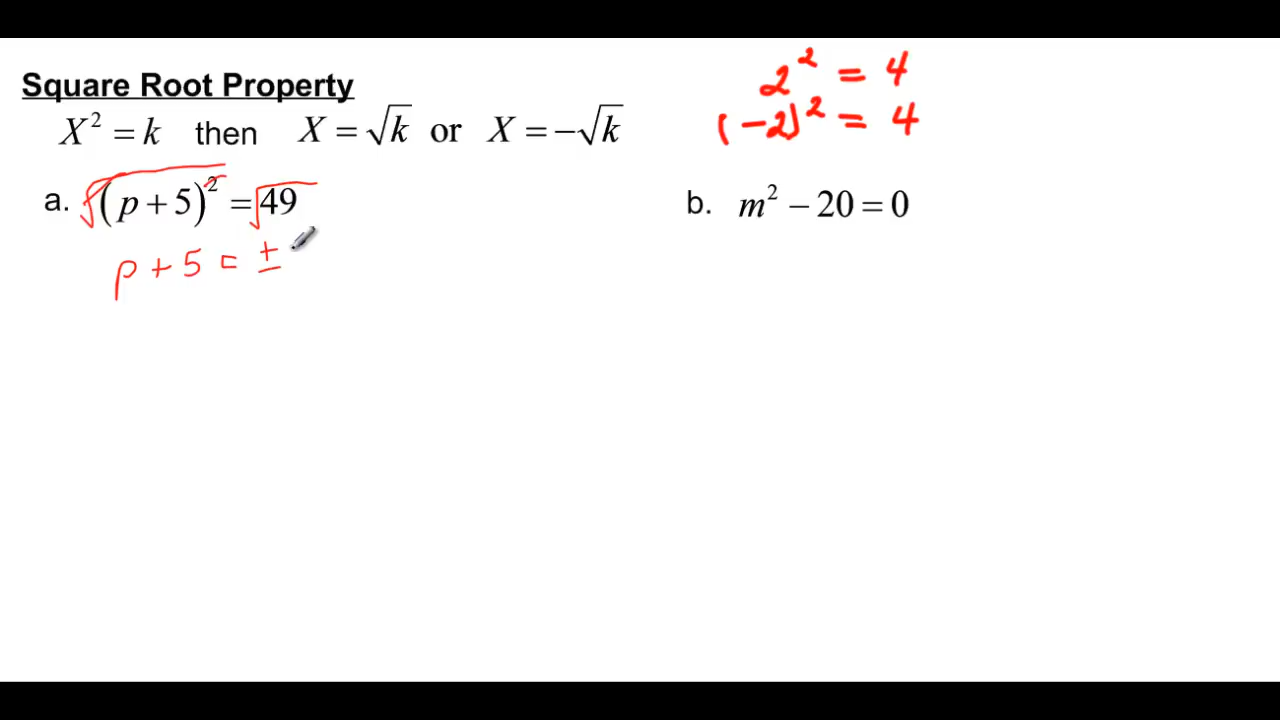 Square Root Property
X² = k then X = √k or X = −√k
2² = 4
(−2)² = 4
a. √(p + 5)² = √49
p + 5 = ±
b. m² − 20 = 0